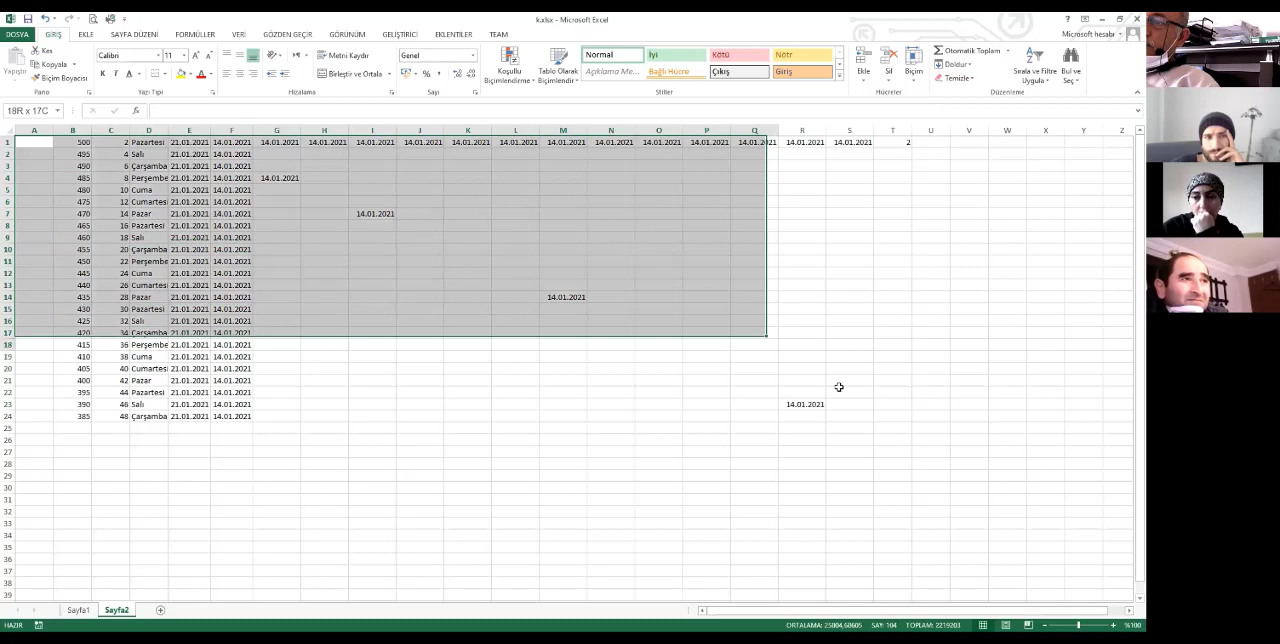 k.xlsx - Microsoft Excel
DOSYA GİRİŞ EKLE SAYFA DÜZENİ FORMÜLLER VERİ GÖZDEN GEÇİR GÖRÜNÜM GELİŞTİRİCİ EKLENTİLER TEAM
Microsoft hesabı
Yapıştır
Kes
Kopyala
Biçim Boyacısı
Calibri 11
K T A
Metni Kaydır
Birleştir ve Ortala
Genel
Koşullu Biçimlendirme
Tablo Olarak Biçimlendir
Normal İyi Kötü Nötr
Açıklama Me... Bağlı Hücre Çıkış Giriş
Ekle Sil Biçim
Otomatik Toplam
Doldur
Temizle
Sırala ve Filtre Uygula
Bul ve Seç
Pano Yazı Tipi Hizalama Sayı Stiller Hücreler Düzenleme
18R x 17C
A B C D E F G H I J K L M N O P Q R S T U V W X Y Z
1 500 2 Pazartesi 21.01.2021 14.01.2021 14.01.2021 14.01.2021 14.01.2021 14.01.2021 14.01.2021 14.01.2021 14.01.2021 14.01.2021 14.01.2021 14.01.2021 14.01.2021 14.01.2021 14.01.2021 2
2 495 4 Salı 21.01.2021 14.01.2021
3 490 6 Çarşamba 21.01.2021 14.01.2021
4 485 8 Perşembe 21.01.2021 14.01.2021 14.01.2021
5 480 10 Cuma 21.01.2021 14.01.2021
6 475 12 Cumartesi 21.01.2021 14.01.2021
7 470 14 Pazar 21.01.2021 14.01.2021 14.01.2021
8 465 16 Pazartesi 21.01.2021 14.01.2021
9 460 18 Salı 21.01.2021 14.01.2021
10 455 20 Çarşamba 21.01.2021 14.01.2021
11 450 22 Perşembe 21.01.2021 14.01.2021
12 445 24 Cuma 21.01.2021 14.01.2021
13 440 26 Cumartesi 21.01.2021 14.01.2021
14 435 28 Pazar 21.01.2021 14.01.2021 14.01.2021
15 430 30 Pazartesi 21.01.2021 14.01.2021
16 425 32 Salı 21.01.2021 14.01.2021
17 420 34 Çarşamba 21.01.2021 14.01.2021
18 415 36 Perşembe 21.01.2021 14.01.2021
19 410 38 Cuma 21.01.2021 14.01.2021
20 405 40 Cumartesi 21.01.2021 14.01.2021
21 400 42 Pazar 21.01.2021 14.01.2021
22 395 44 Pazartesi 21.01.2021 14.01.2021
23 390 46 Salı 21.01.2021 14.01.2021 14.01.2021
24 385 48 Çarşamba 21.01.2021 14.01.2021
25
26
27
28
29
30
31
32
33
34
35
36
37
38
39
Sayfa1 Sayfa2
HAZIR
ORTALAMA: 25804,68605 SAY: 104 TOPLAM: 2219203 %100